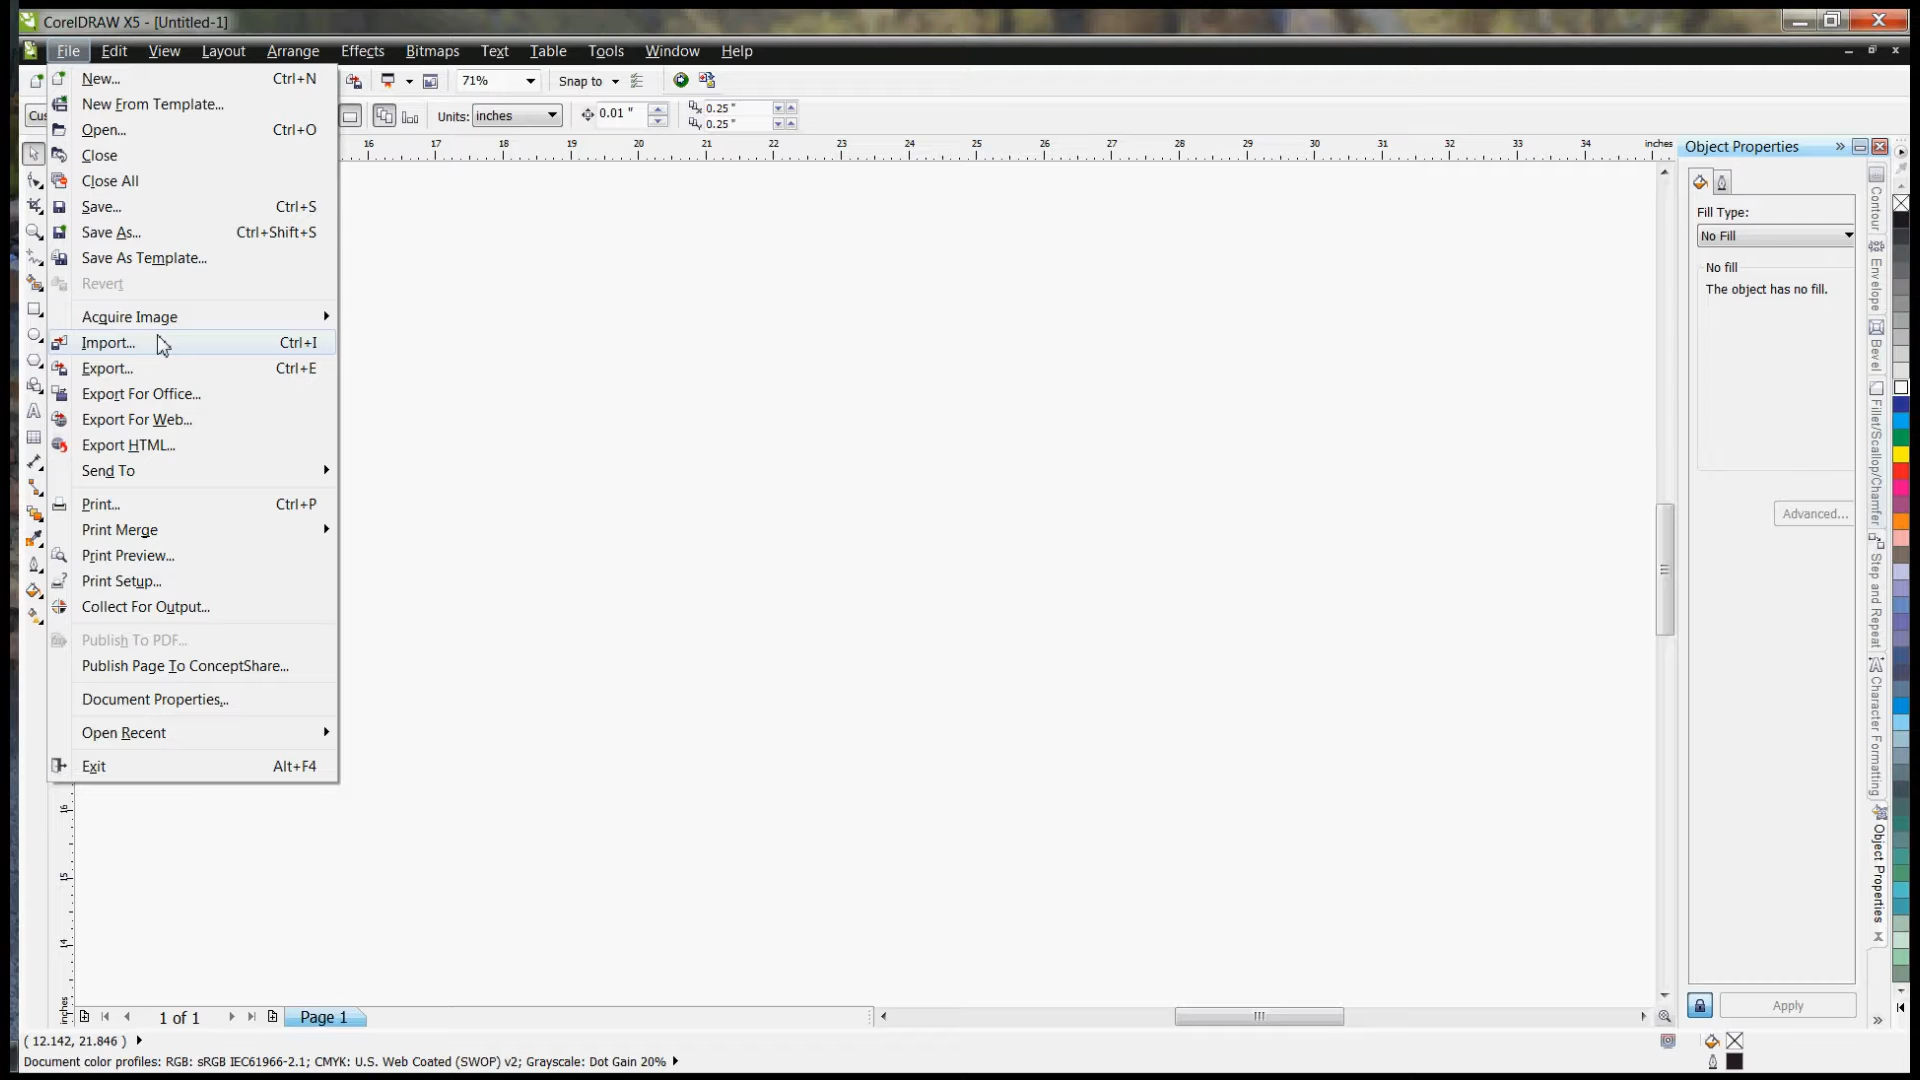 CorelDRAW X5 - [Untitled-1]
File Edit View Layout Arrange Effects Bitmaps Text Table Tools Window Help
New... Ctrl+N
New From Template...
Open... Ctrl+O
Close
Close All
Save... Ctrl+S
Save As... Ctrl+Shift+S
Save As Template...
Revert
Acquire Image
Import... Ctrl+I
Export... Ctrl+E
Export For Office...
Export For Web...
Export HTML...
Send To
Print... Ctrl+P
Print Merge
Print Preview...
Print Setup...
Collect For Output...
Publish To PDF...
Publish Page To ConceptShare...
Document Properties...
Open Recent
Exit Alt+F4
71% Snap to
Cus Units: inches 0.01 " 0.25 "
0.25 "
16 17 18 19 20 21 22 23 24 25 26 27 28 29 30 31 32 33 34 inches
16
15
14
inches
Object Properties
Fill Type:
No Fill
No fill
The object has no fill.
Advanced...
Apply
Contour
Envelope
Bevel
Fillet/Scallop/Chamfer
Step and Repeat
Character Formatting
Object Properties
1 of 1 Page 1
( 12.142, 21.846 )
Document color profiles: RGB: sRGB IEC61966-2.1; CMYK: U.S. Web Coated (SWOP) v2; Grayscale: Dot Gain 20%